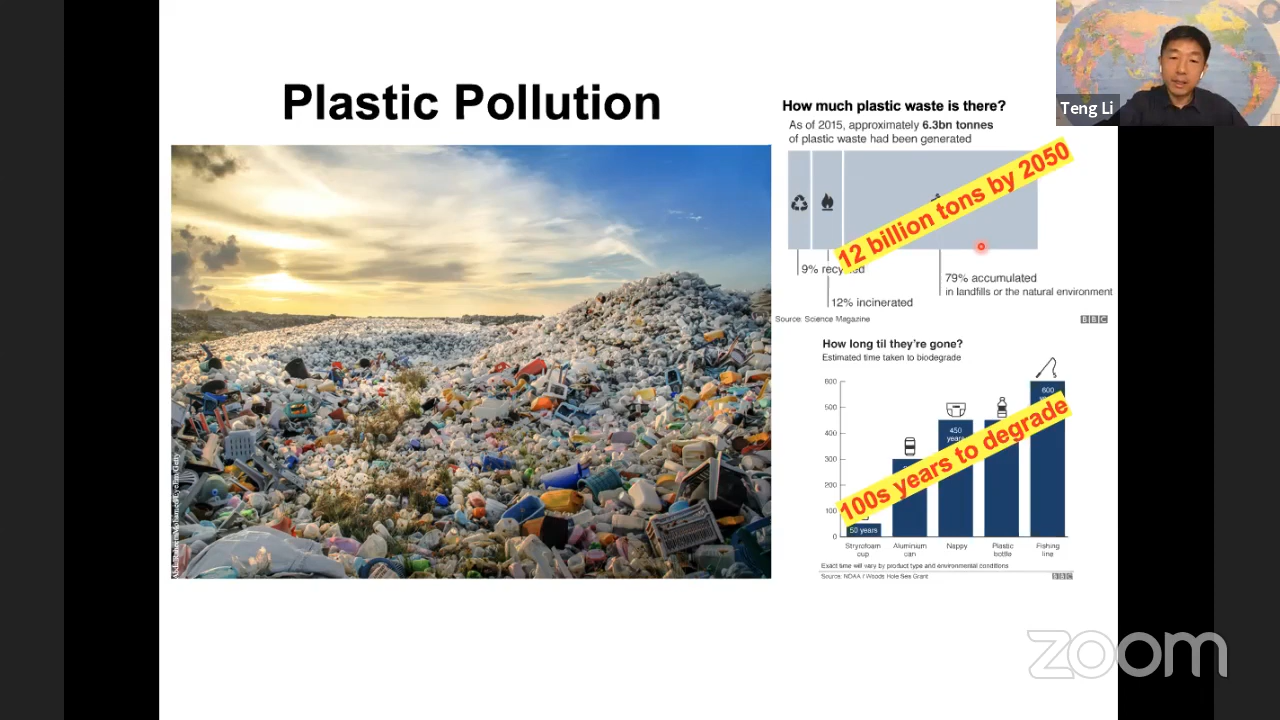 Plastic Pollution
Teng Li
How much plastic waste is there?
As of 2015, approximately 6.3bn tonnes
of plastic waste had been generated
12 billion tons by 2050
9% recycled
12% incinerated
79% accumulated
in landfills or the natural environment
Source: Science Magazine
BBC
How long til they're gone?
Estimated time taken to biodegrade
600
500
400
300
200
100
0
50 years
450
years
600
100s years to degrade
Stryrofoam
cup
Aluminium
can
Nappy
Plastic
bottle
Fishing
line
Exact time will vary by product type and environmental conditions
Source: NOAA / Woods Hole Sea Grant
BBC
zoom